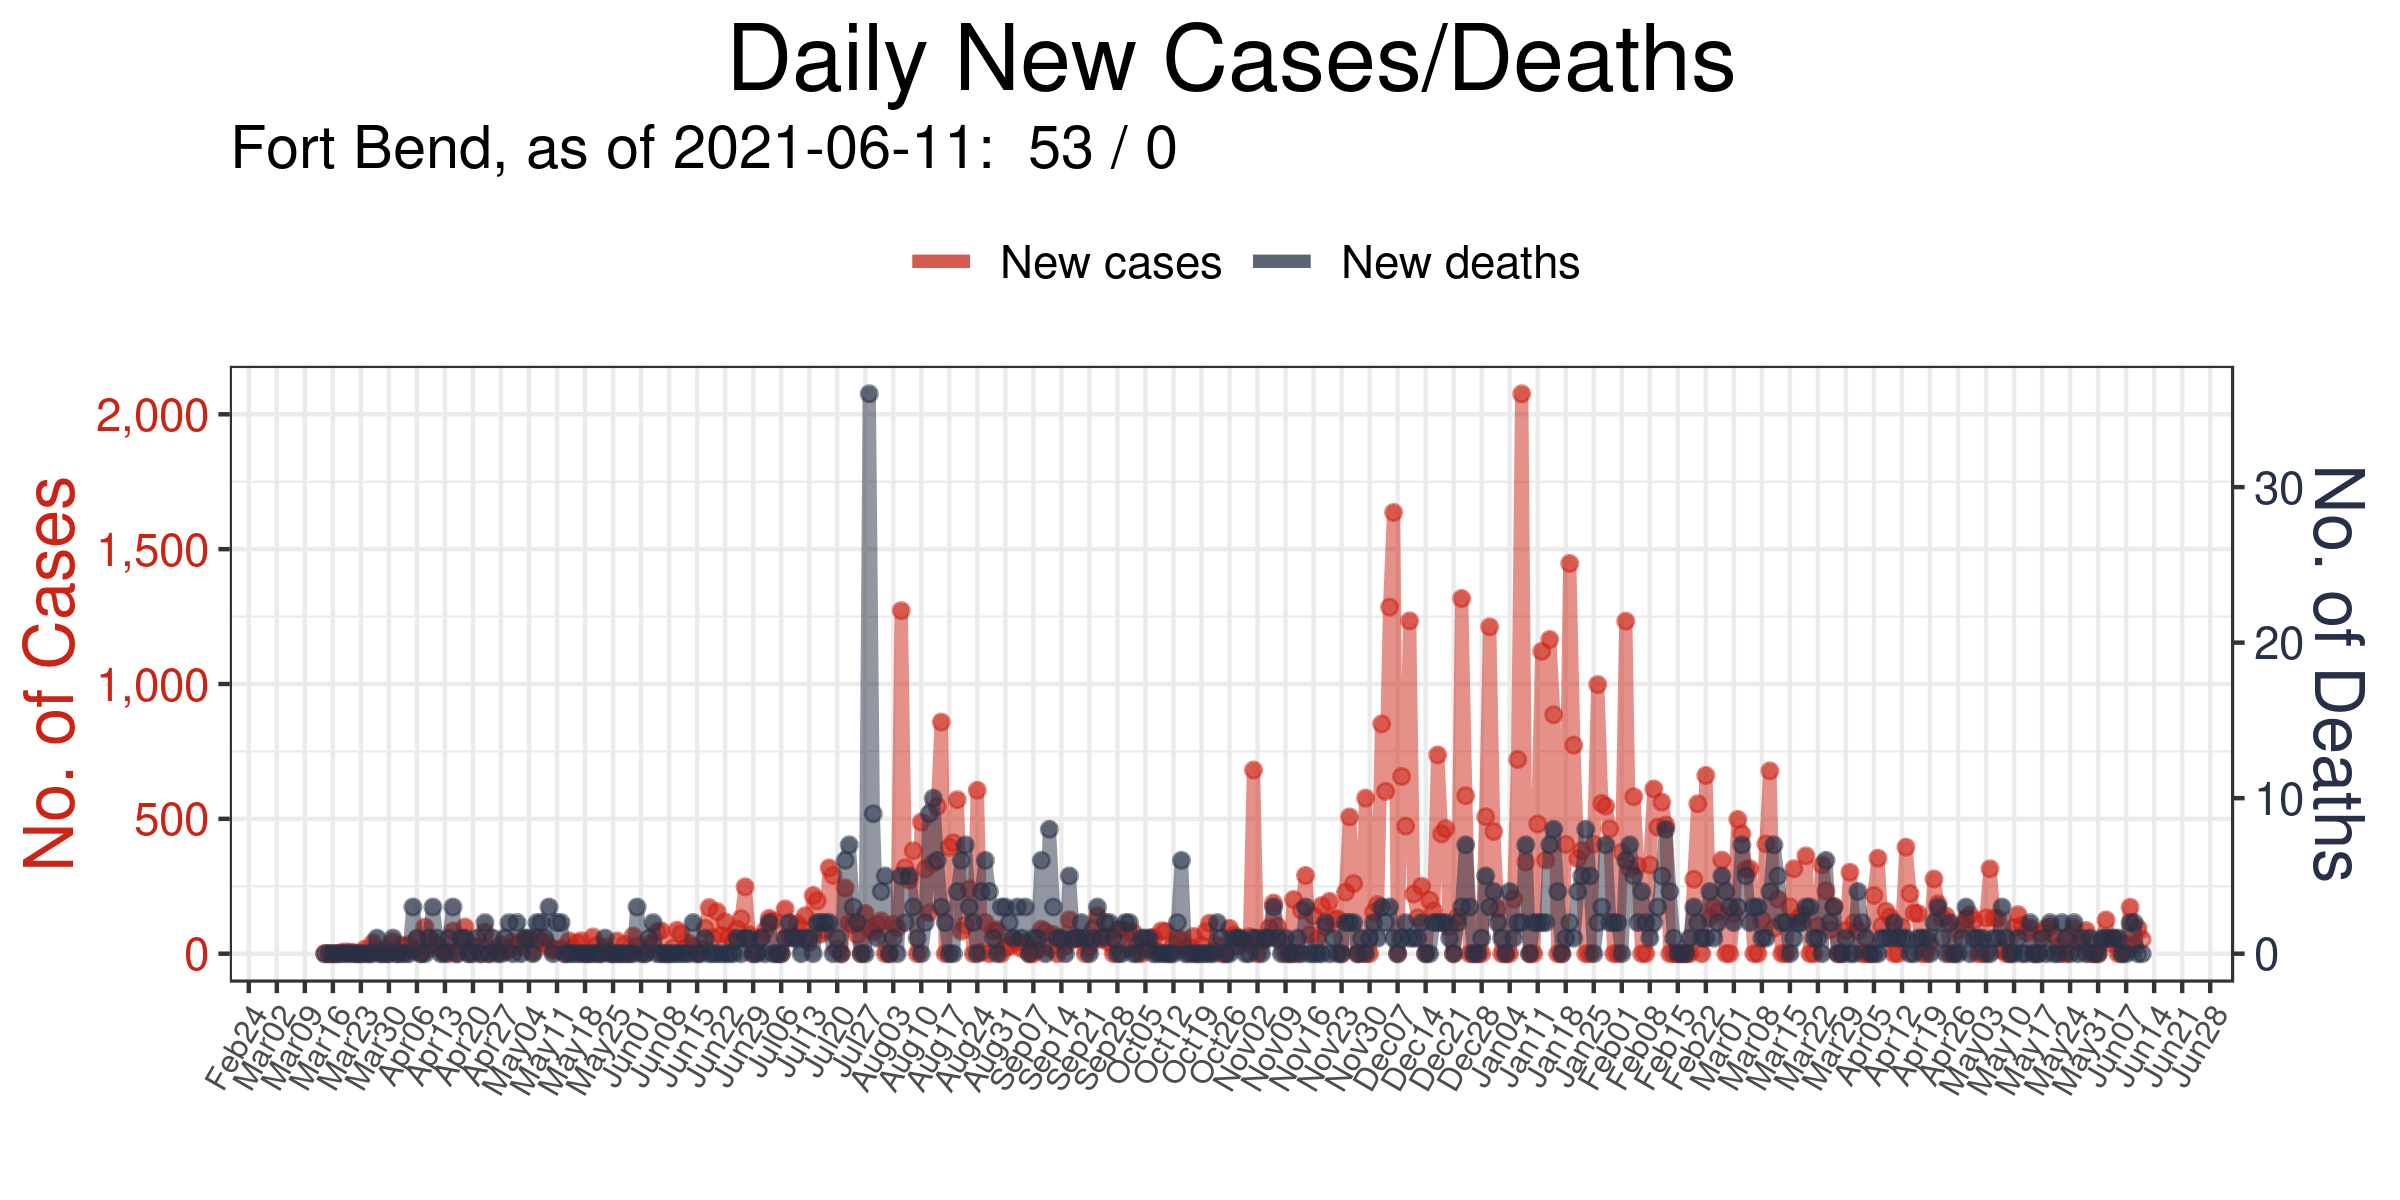 Daily New Cases/Deaths
Fort Bend, as of 2021-06-11:  53 / 0
New cases
New deaths
No. of Cases
2,000
1,500
1,000
500
0
No. of Deaths
30
20
10
0
Feb24
Mar02
Mar09
Mar16
Mar23
Mar30
Apr06
Apr13
Apr20
Apr27
May04
May11
May18
May25
Jun01
Jun08
Jun15
Jun22
Jun29
Jul06
Jul13
Jul20
Jul27
Aug03
Aug10
Aug17
Aug24
Aug31
Sep07
Sep14
Sep21
Sep28
Oct05
Oct12
Oct19
Oct26
Nov02
Nov09
Nov16
Nov23
Nov30
Dec07
Dec14
Dec21
Dec28
Jan04
Jan11
Jan18
Jan25
Feb01
Feb08
Feb15
Feb22
Mar01
Mar08
Mar15
Mar22
Mar29
Apr05
Apr12
Apr19
Apr26
May03
May10
May17
May24
May31
Jun07
Jun14
Jun21
Jun28